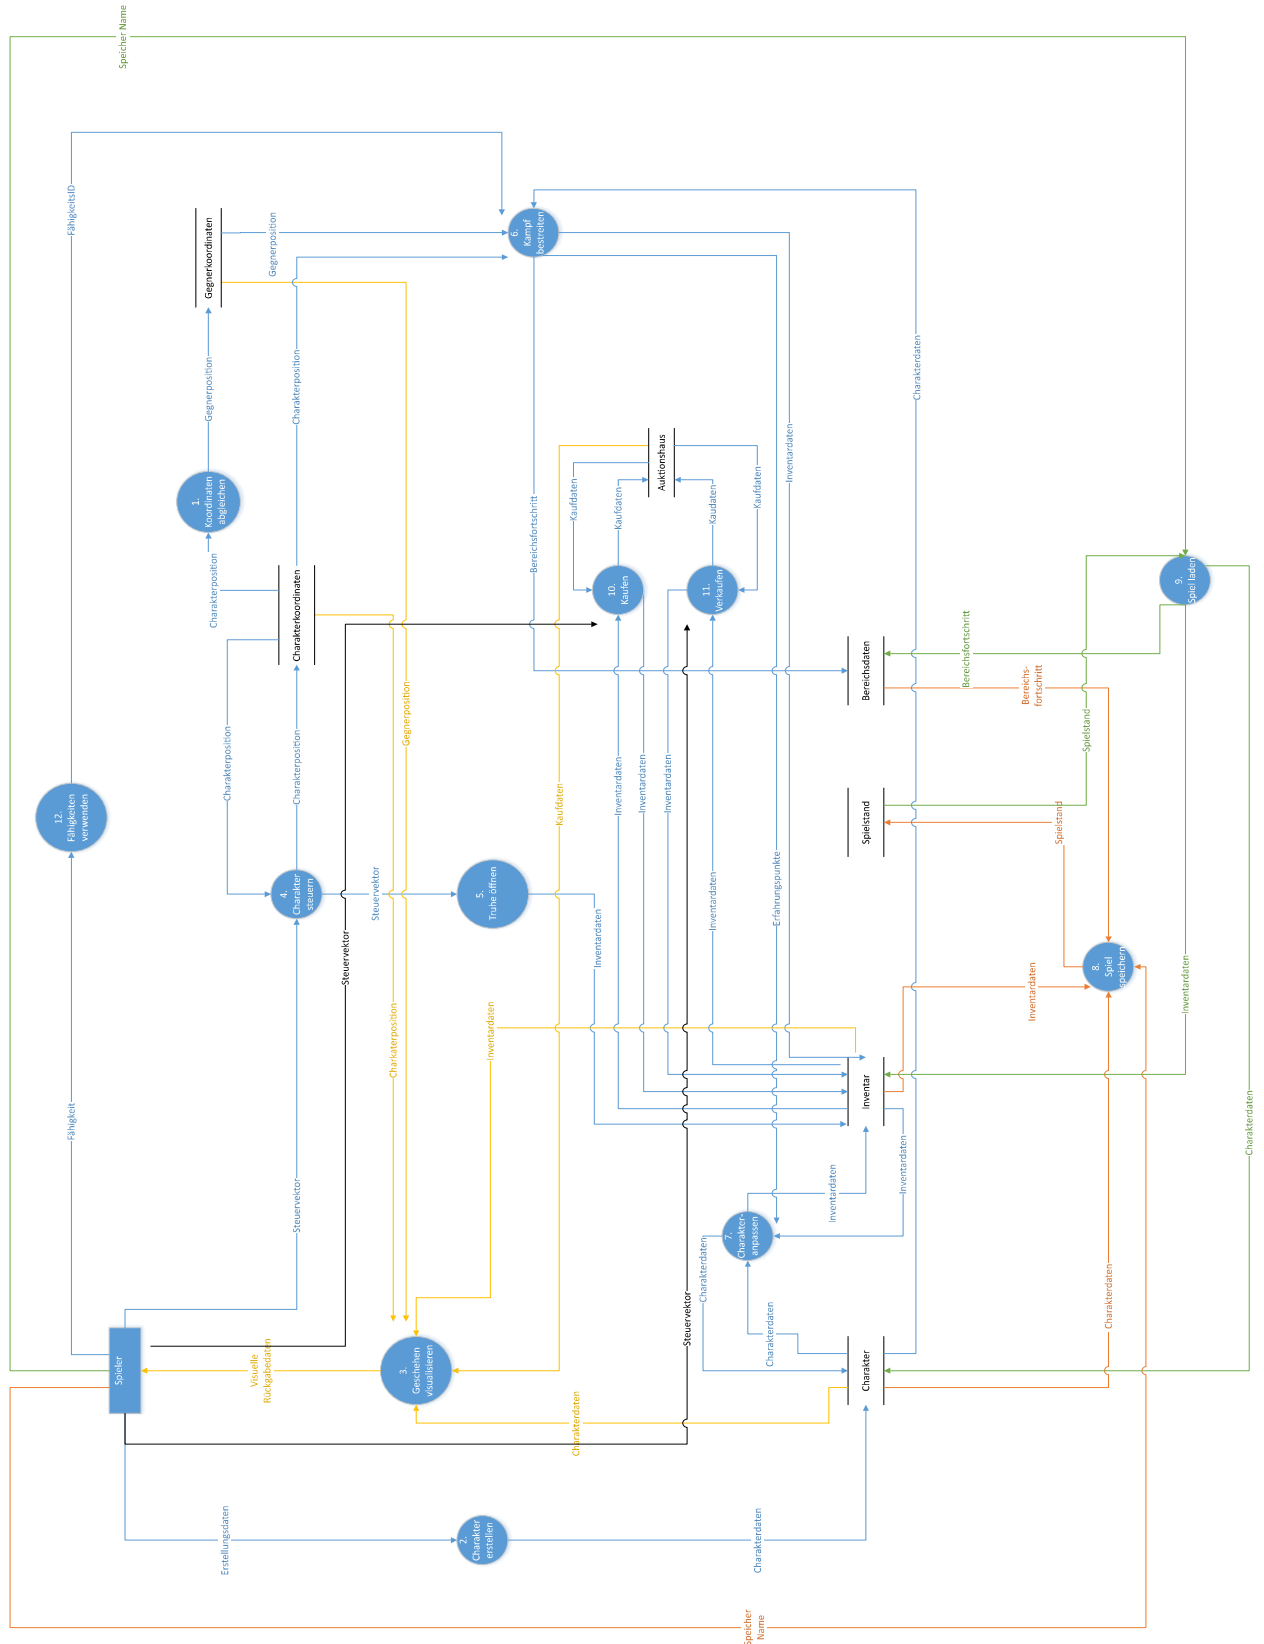 12.
Fähigkeiten
verwenden
Fähigkeit
FähigkeitsID
Speicher Name
Spieler
1.
Koordinaten
abgleichen
Gegnerposition
Gegnerkoordinaten
Charakterposition
Erstellungsdaten
Charakterposition
Visuelle
Rückgabedaten
Gegnerposition
Steuervektor
4.
Charakter
steuern
Charakterposition
Charakterkoordinaten
Charakterposition
Steuervektor
Steuervektor
Charkaterposition
Gegnerposition
3.
Geschehen
visualisieren
2.
Charakter
erstellen
5.
Truhe öffnen
Inventardaten
6.
Kampf
bestreiten
Bereichsfortschritt
Kaufdaten
Charakterdaten
Kaufdaten
Inventardaten
10.
Kaufen
Inventardaten
Kaufdaten
Inventardaten
Auktionshaus
Inventardaten
Steuervektor
Charakterdaten
11.
Verkaufen
Inventardaten
Kaudaten
7.
Charakter-
anpassen
Speicher
Name
Charakterdaten
Kaufdaten
Charakterdaten
Erfahrungspunkte
Inventardaten
Inventardaten
Charakter
Inventar
Spielstand
Bereichsdaten
Inventardaten
Charakterdaten
Bereichsfortschritt
Inventardaten
Bereichs-
fortschritt
Spielstand
Spielstand
8.
Spiel
speichern
Charakterdaten
Inventardaten
9.
Spiel laden
Charakterdaten